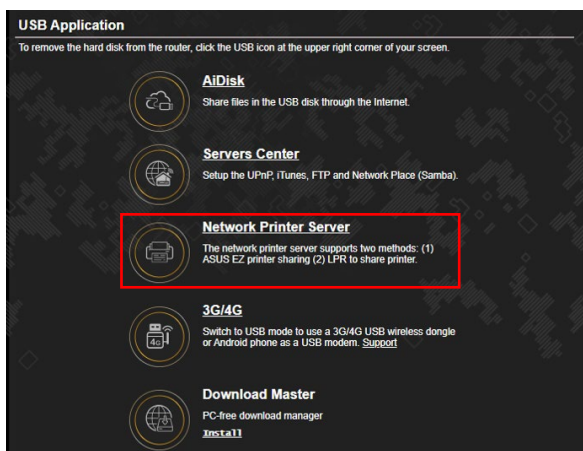 USB Application
To remove the hard disk from the router, click the USB icon at the upper right corner of your screen.
AiDisk
Share files in the USB disk through the Internet.
Servers Center
Setup the UPnP, iTunes, FTP and Network Place (Samba).
Network Printer Server
The network printer server supports two methods: (1)
ASUS EZ printer sharing (2) LPR to share printer.
3G/4G
Switch to USB mode to use a 3G/4G USB wireless dongle
or Android phone as a USB modem. Support
4G
Download Master
PC-free download manager
Install